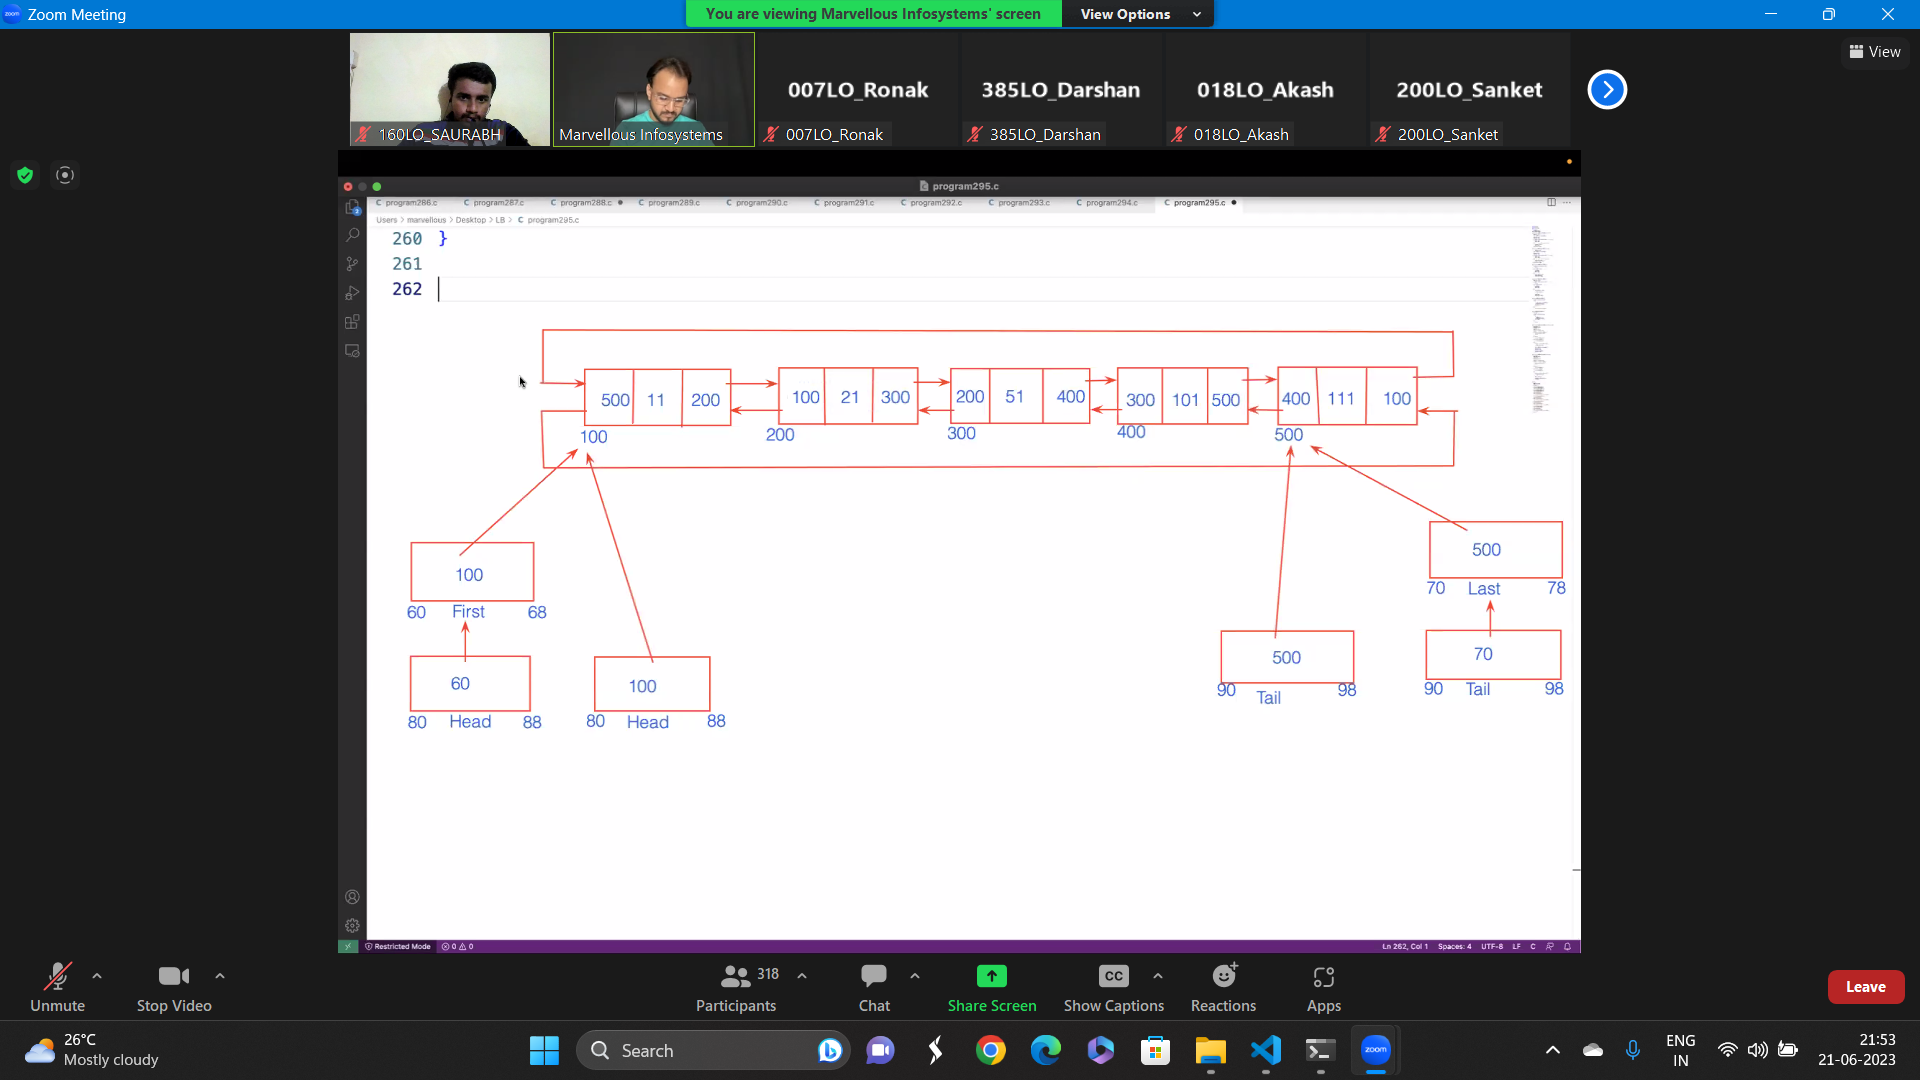 zoom Zoom Meeting
You are viewing Marvellous Infosystems' screen View Options
View
007LO_Ronak 385LO_Darshan 018LO_Akash 200LO_Sanket
160LO_SAURABH Marvellous Infosystems 007LO_Ronak 385LO_Darshan 018LO_Akash 200LO_Sanket
program295.c
C program286.c C program287.c C program288.c C program289.c C program290.c C program291.c C program292.c C program293.c C program294.c C program295.c
Users > marvellous > Desktop > LB > C program295.c
260 }
261
262
500 11 200 100 21 300 200 51 400 300 101 500 400 111 100
100 200 300 400 500
500
70 Last 78
100
60 First 68
500 70
90 Tail 98 90 Tail 98
60 100
80 Head 88 80 Head 88
Restricted Mode 0 0 Ln 262, Col 1 Spaces: 4 UTF-8 LF C
318
CC
Unmute Stop Video Participants Chat Share Screen Show Captions Reactions Apps
Leave
26°C
Mostly cloudy
Search
zoom
ENG
IN
21:53
21-06-2023